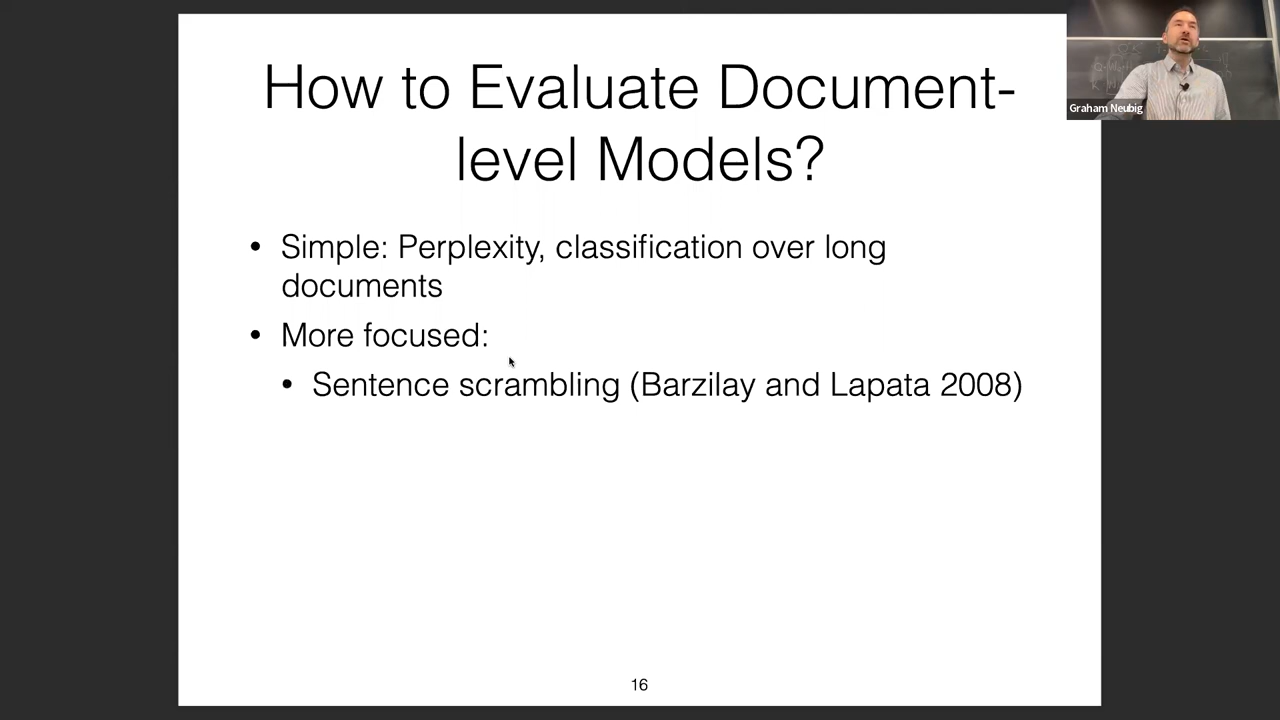 How to Evaluate Document-
level Models?
• Simple: Perplexity, classification over long
documents
• More focused:
• Sentence scrambling (Barzilay and Lapata 2008)
16
Graham Neubig